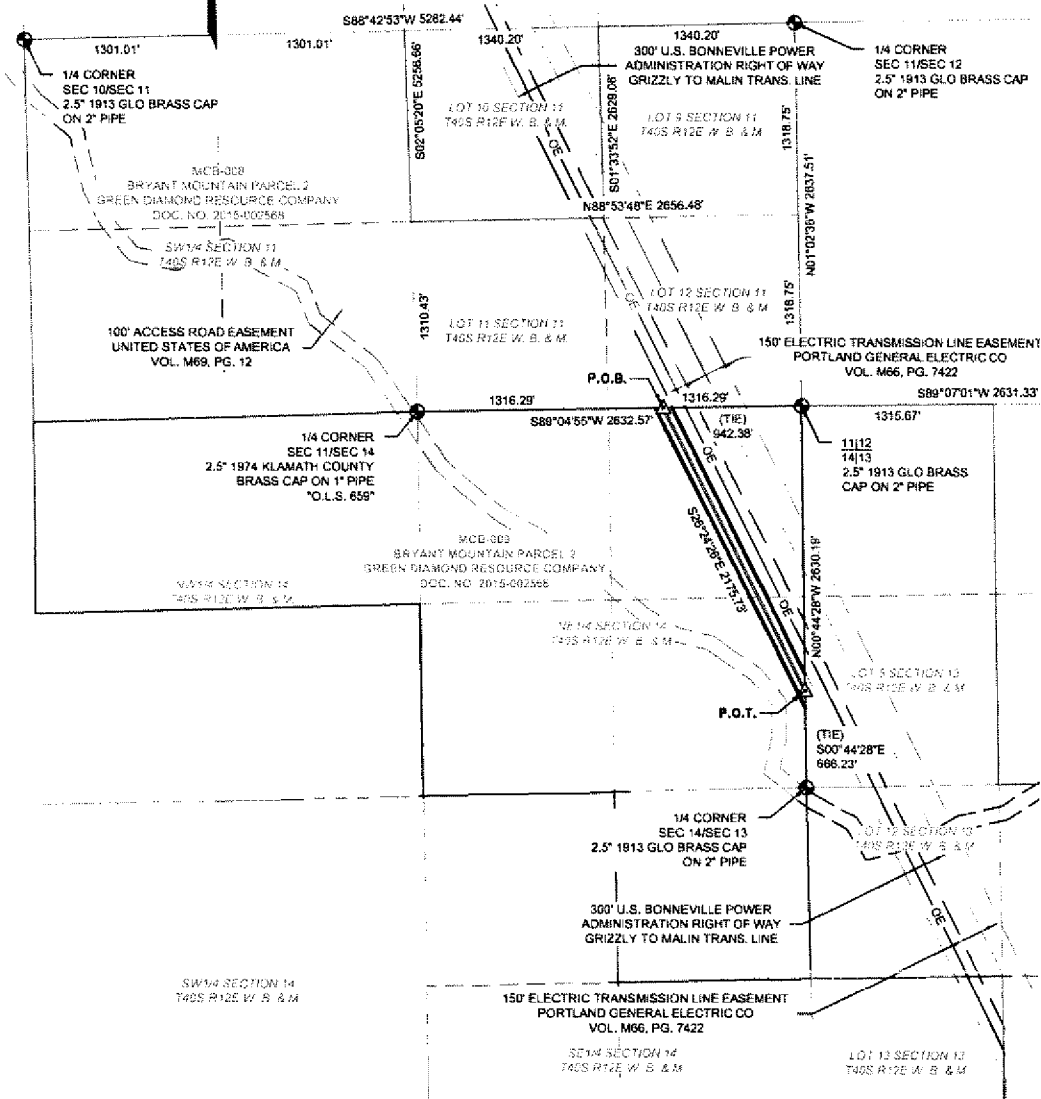 S88°42'53"W 5282.44'
1301.01'
1301.01'
1340.20'
1340.20'
1/4 CORNER
SEC 10/SEC 11
2.5" 1913 GLO BRASS CAP
ON 2" PIPE
S02°05'20"E 5258.66'
300' U.S. BONNEVILLE POWER
ADMINISTRATION RIGHT OF WAY
GRIZZLY TO MALIN TRANS. LINE
1/4 CORNER
SEC 11/SEC 12
2.5" 1913 GLO BRASS CAP
ON 2" PIPE
LOT 10 SECTION 11
T40S R12E W. B. & M.
S01°33'52"E 2629.08'
LOT 9 SECTION 11
T40S R12E W. B. & M.
1318.75'
OE
MCB-008
BRYANT MOUNTAIN PARCEL 2
GREEN DIAMOND RESOURCE COMPANY
DOC. NO. 2015-002568
N88°53'48"E 2656.48'
N01°02'36"W 2637.51'
SW1/4 SECTION 11
T40S R12E W. B. & M.
100' ACCESS ROAD EASEMENT
UNITED STATES OF AMERICA
VOL. M69, PG. 12
1310.43'
LOT 11 SECTION 11
T40S R12E W. B. & M.
OE
LOT 12 SECTION 11
T40S R12E W. B. & M.
1318.75'
150' ELECTRIC TRANSMISSION LINE EASEMENT
PORTLAND GENERAL ELECTRIC CO
VOL. M66, PG. 7422
P.O.B.
1316.29'
1316.29'
S89°07'01"W 2631.33'
S89°04'55"W 2632.57'
(TIE)
942.38'
1315.67'
1/4 CORNER
SEC 11/SEC 14
2.5" 1974 KLAMATH COUNTY
BRASS CAP ON 1" PIPE
"O.L.S. 659"
11|12
14|13
2.5" 1913 GLO BRASS
CAP ON 2" PIPE
OE
S26°24'26"E 2175.73'
MCB-009
BRYANT MOUNTAIN PARCEL 2
GREEN DIAMOND RESOURCE COMPANY
DOC. NO. 2015-002568
NW1/4 SECTION 14
T40S R12E W. B. & M.
N00°44'28"W 2630.19'
OE
NE1/4 SECTION 14
T40S R12E W. B. & M.
LOT 5 SECTION 13
T40S R12E W. B. & M.
P.O.T.
(TIE)
S00°44'28"E
666.23'
1/4 CORNER
SEC 14/SEC 13
2.5" 1913 GLO BRASS CAP
ON 2" PIPE
LOT 12 SECTION 13
T40S R12E W. B. & M.
300' U.S. BONNEVILLE POWER
ADMINISTRATION RIGHT OF WAY
GRIZZLY TO MALIN TRANS. LINE
OE
SW1/4 SECTION 14
T40S R12E W. B. & M.
150' ELECTRIC TRANSMISSION LINE EASEMENT
PORTLAND GENERAL ELECTRIC CO
VOL. M66, PG. 7422
SE1/4 SECTION 14
T40S R12E W. B. & M.
LOT 13 SECTION 13
T40S R12E W. B. & M.